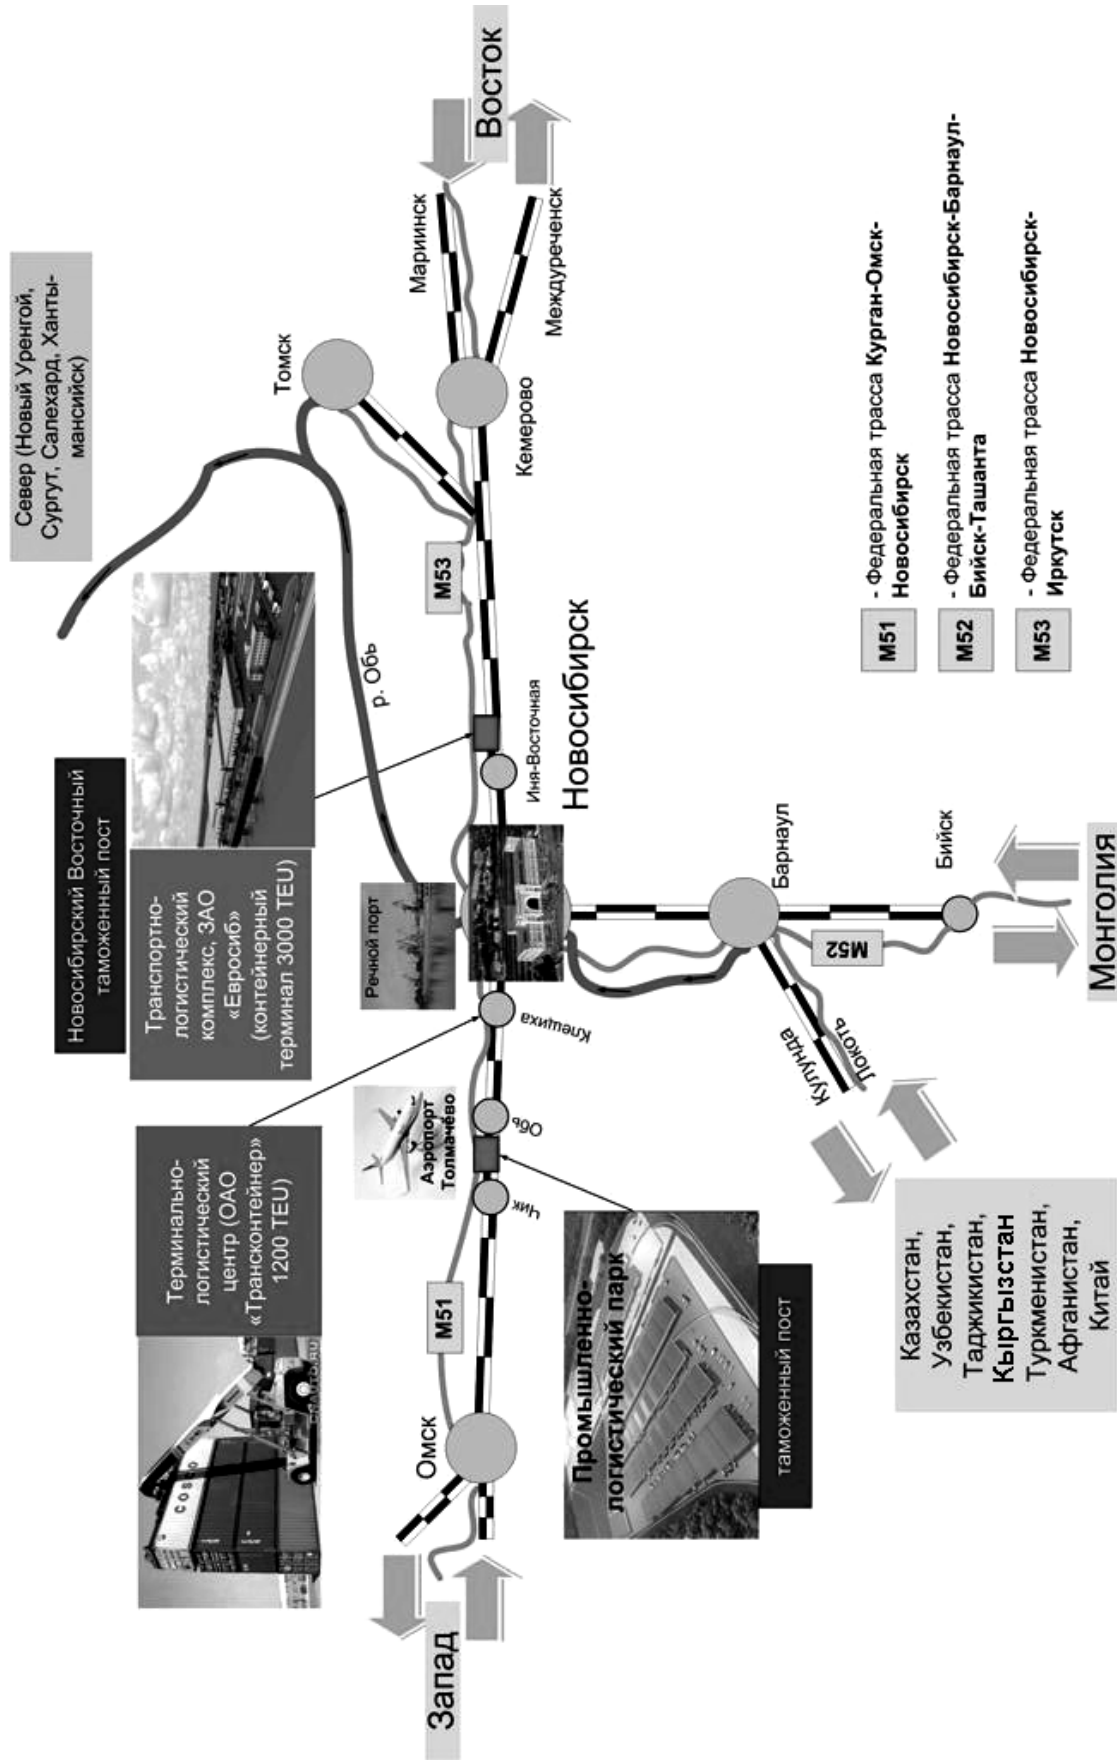 Новосибирский Восточный
таможенный пост
Север (Новый Уренгой,
Сургут, Салехард, Ханты-
мансийск)
Терминально-
логистический
центр (ОАО
«Трансконтейнер»
1200 TEU)
COSCO
Транспортно-
логистический
комплекс, ЗАО
«Евросиб»
(контейнерный
терминал 3000 TEU)
р. Обь
Томск
Мариинск
Восток
Междуреченск
Кемерово
М53
Речной порт
Аэропорт
Толмачёво
М51
Омск
Запад
Чик
Обь
Клещиха
Иня-Восточная
Новосибирск
Промышленно-
логистический парк
таможенный пост
Барнаул
М52
Бийск
Кулунда
Локоть
Монголия
Казахстан,
Узбекистан,
Таджикистан,
Кыргызстан
Туркменистан,
Афганистан,
Китай
М51 - Федеральная трасса Курган-Омск-
Новосибирск
М52 - Федеральная трасса Новосибирск-Барнаул-
Бийск-Ташанта
М53 - Федеральная трасса Новосибирск-
Иркутск